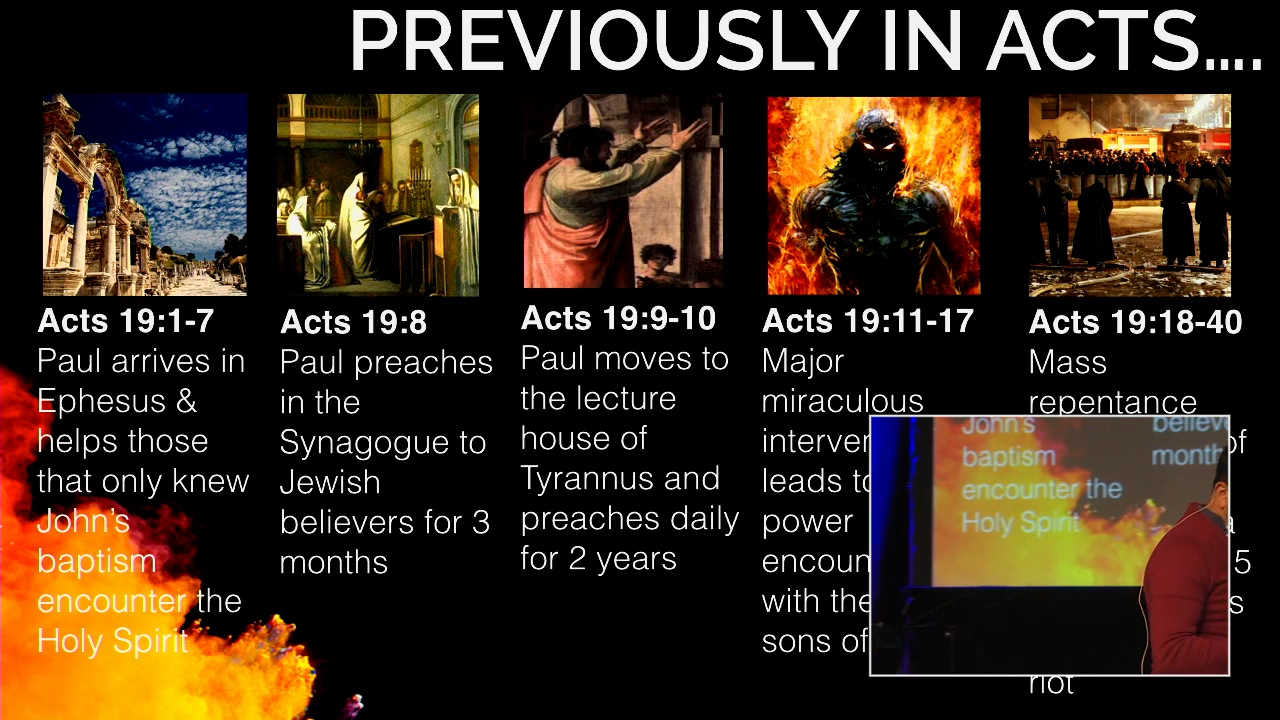 PREVIOUSLY IN ACTS....
Acts 19:1-7
Paul arrives in
Ephesus &
helps those
that only knew
John's
baptism
encounter the
Holy Spirit
Acts 19:8
Paul preaches
in the
Synagogue to
Jewish
believers for 3
months
Acts 19:9-10
Paul moves to
the lecture
house of
Tyrannus and
preaches daily
for 2 years
Acts 19:11-17
Major
miraculous
leads
power
with the
sons of
Acts 19:18-40
Mass
repentance
of
5
riot
John's
baptism
encounter the
Holy Spirit